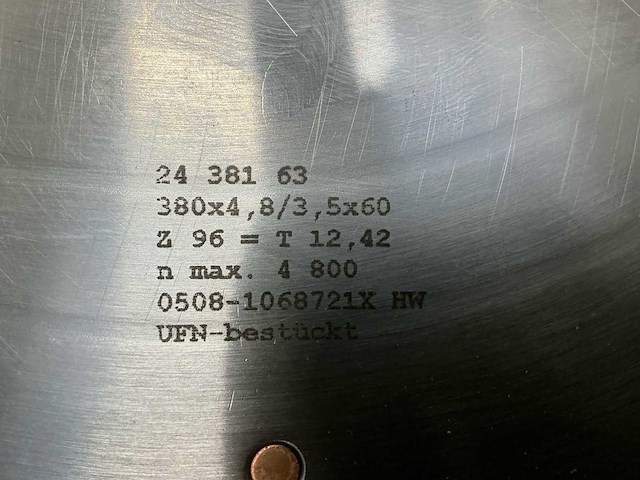 24 381 63
380x4,8/3,5x60
Z 96 = T 12,42
n max. 4 800
0508-1068721X HW
UFN-bestückt